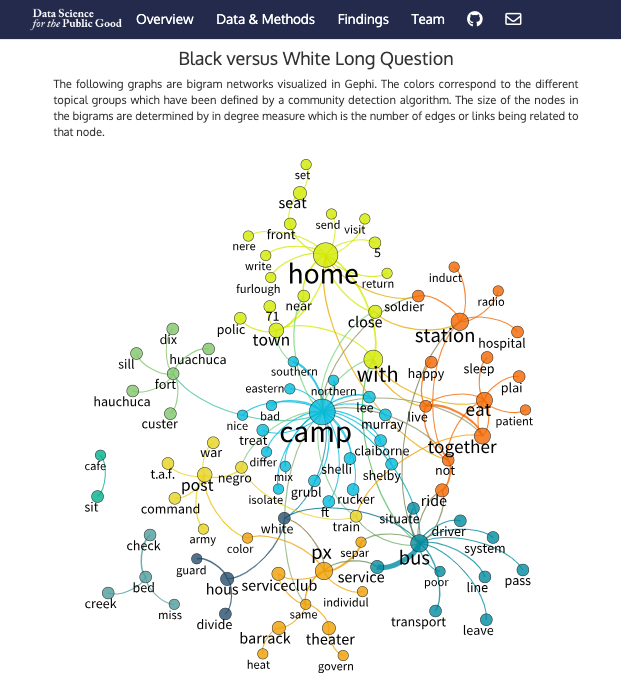 Data Science
for the Public Good
Overview
Data & Methods
Findings
Team
Black versus White Long Question
The following graphs are bigram networks visualized in Gephi. The colors correspond to the different
topical groups which have been defined by a community detection algorithm. The size of the nodes in
the bigrams are determined by in degree measure which is the number of edges or links being related to
that node.
set
seat
send
visit
front
nere
5
write
home
induct
furlough
return
radio
near
soldier
71
polic
close
station
town
hospital
dix
huachuca
sill
southern
with
happy
sleep
fort
eastern
northern
plai
hauchuca
lee
bad
live
eat
patient
custer
nice
murray
camp
treat
together
war
claiborne
cafe
differ
not
t.a.f.
shelli
shelby
negro
mix
post
grubl
ride
isolate
rucker
sit
command
ft
situate
white
train
driver
army
check
color
system
px
separ
bus
guard
service
poor
pass
bed
hous
serviceclub
line
creek
individul
miss
same
transport
divide
leave
barrack
theater
heat
govern